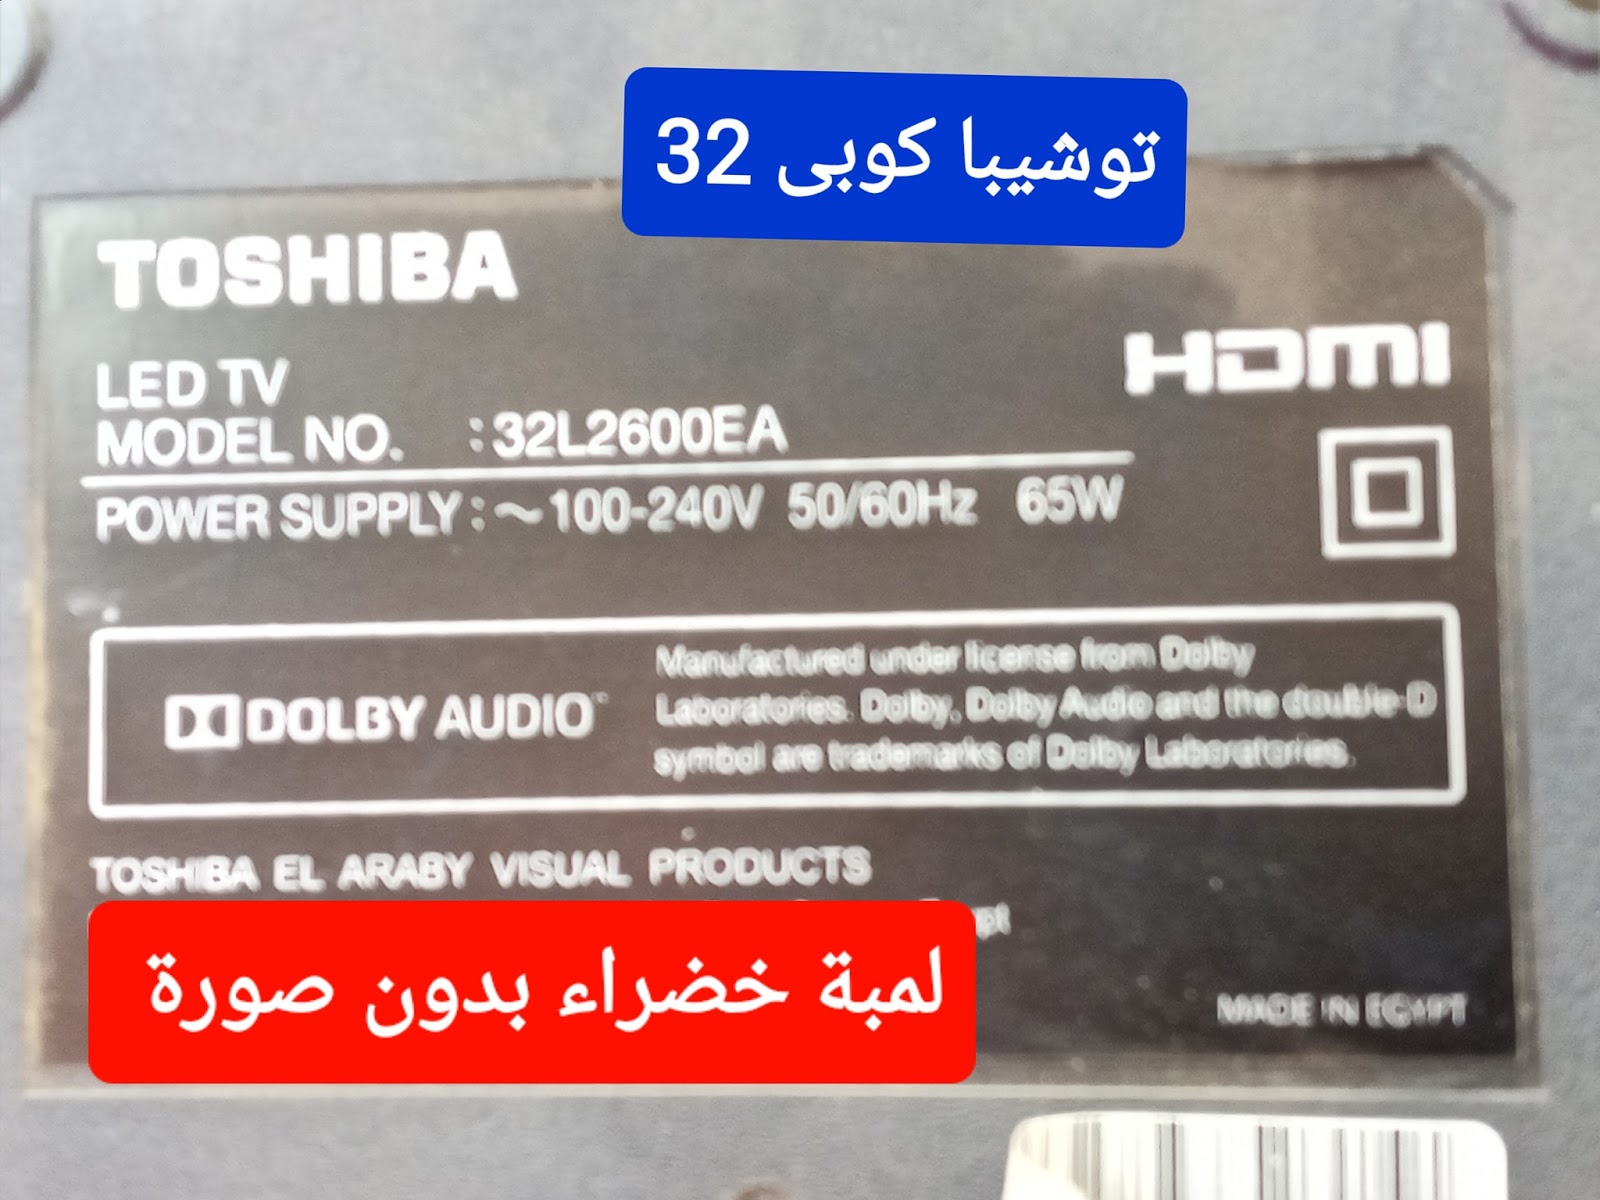 توشيبا كوبى 32
TOSHIBA
HDMI
LED TV
MODEL NO. : 32L2600EA
POWER SUPPLY : ~100-240V 50/60Hz 65W
DOLBY AUDIO™
Manufactured under license from Dolby
Laboratories. Dolby, Dolby Audio and the double-D
symbol are trademarks of Dolby Laboratories.
TOSHIBA EL ARABY VISUAL PRODUCTS
لمبة خضراء بدون صورة
MADE IN EGYPT